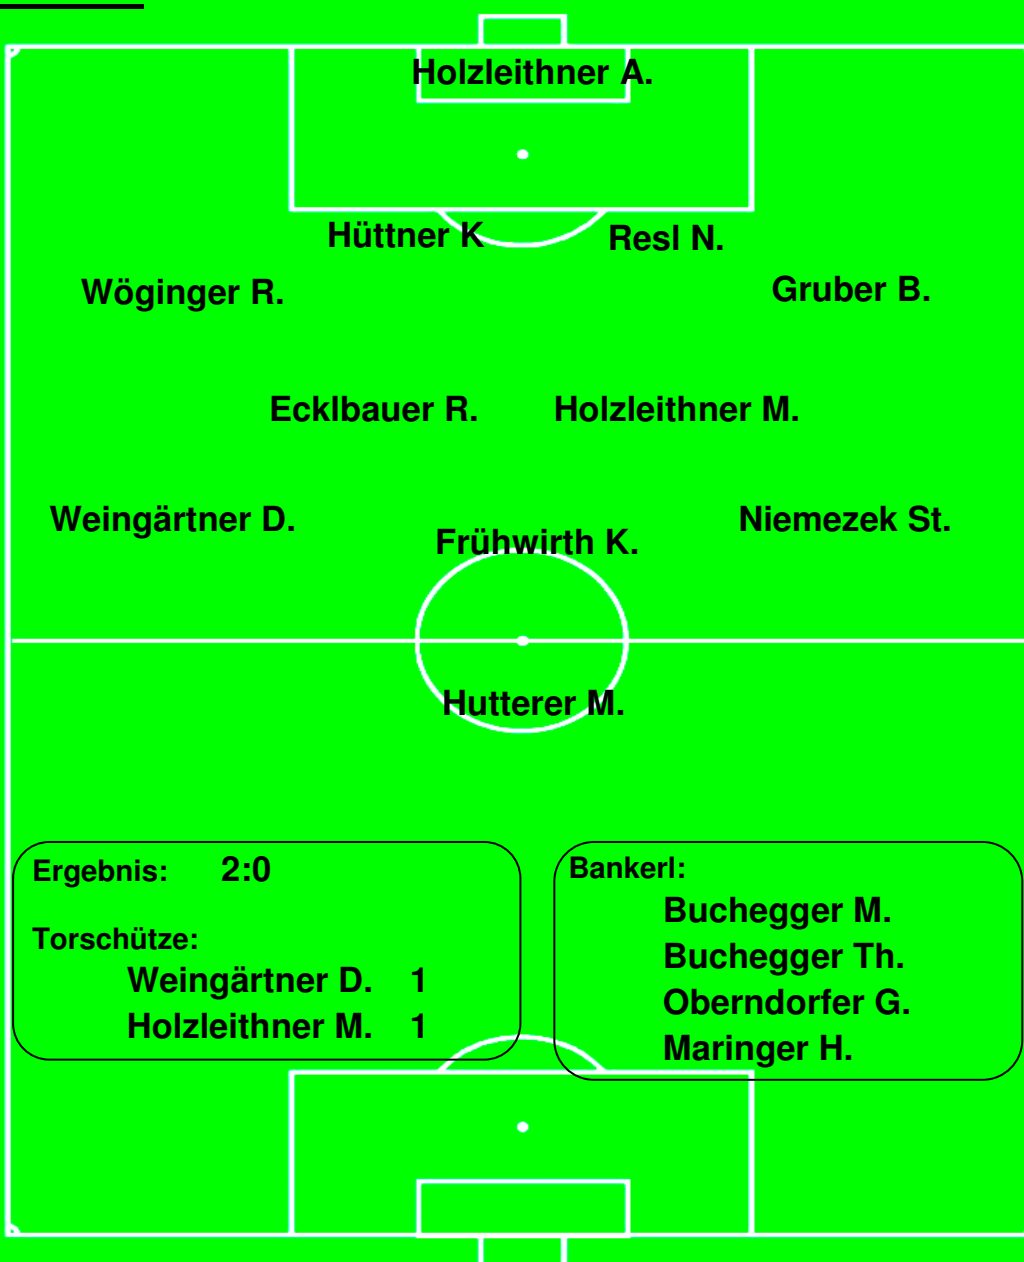 Holzleithner A.
Hüttner K
Resl N.
Wöginger R.
Gruber B.
Ecklbauer R.
Holzleithner M.
Weingärtner D.
Niemezek St.
Frühwirth K.
Hutterer M.
Ergebnis: 2:0
Torschütze:
Weingärtner D. 1
Holzleithner M. 1
Bankerl:
Buchegger M.
Buchegger Th.
Oberndorfer G.
Maringer H.